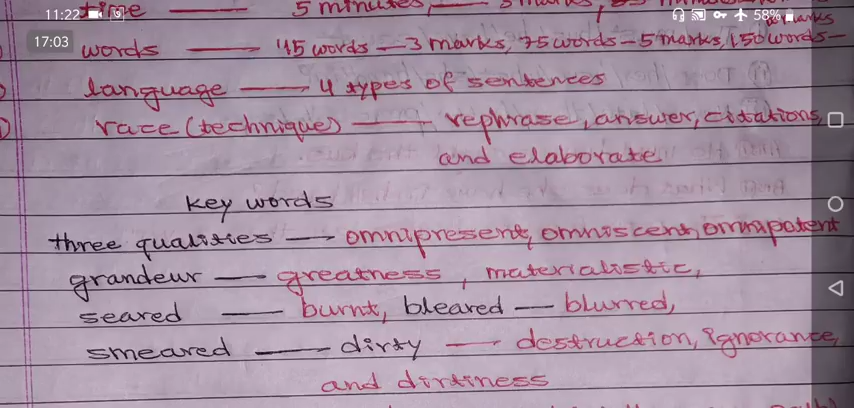 11:22 58%
17:03
time —— 5 minutes, marks
words —— 45 words — 3 marks, 75 words — 5 marks, 150 words —
language —— 4 types of sentences
race (technique) —— rephrase, answer, citations,
and elaborate
key words
three qualities — omnipresent, omniscent, omnipotent
grandeur — greatness, materialistic,
seared —— burnt, bleared — blurred,
smeared —— dirty — destruction, ignorance,
and dirtiness